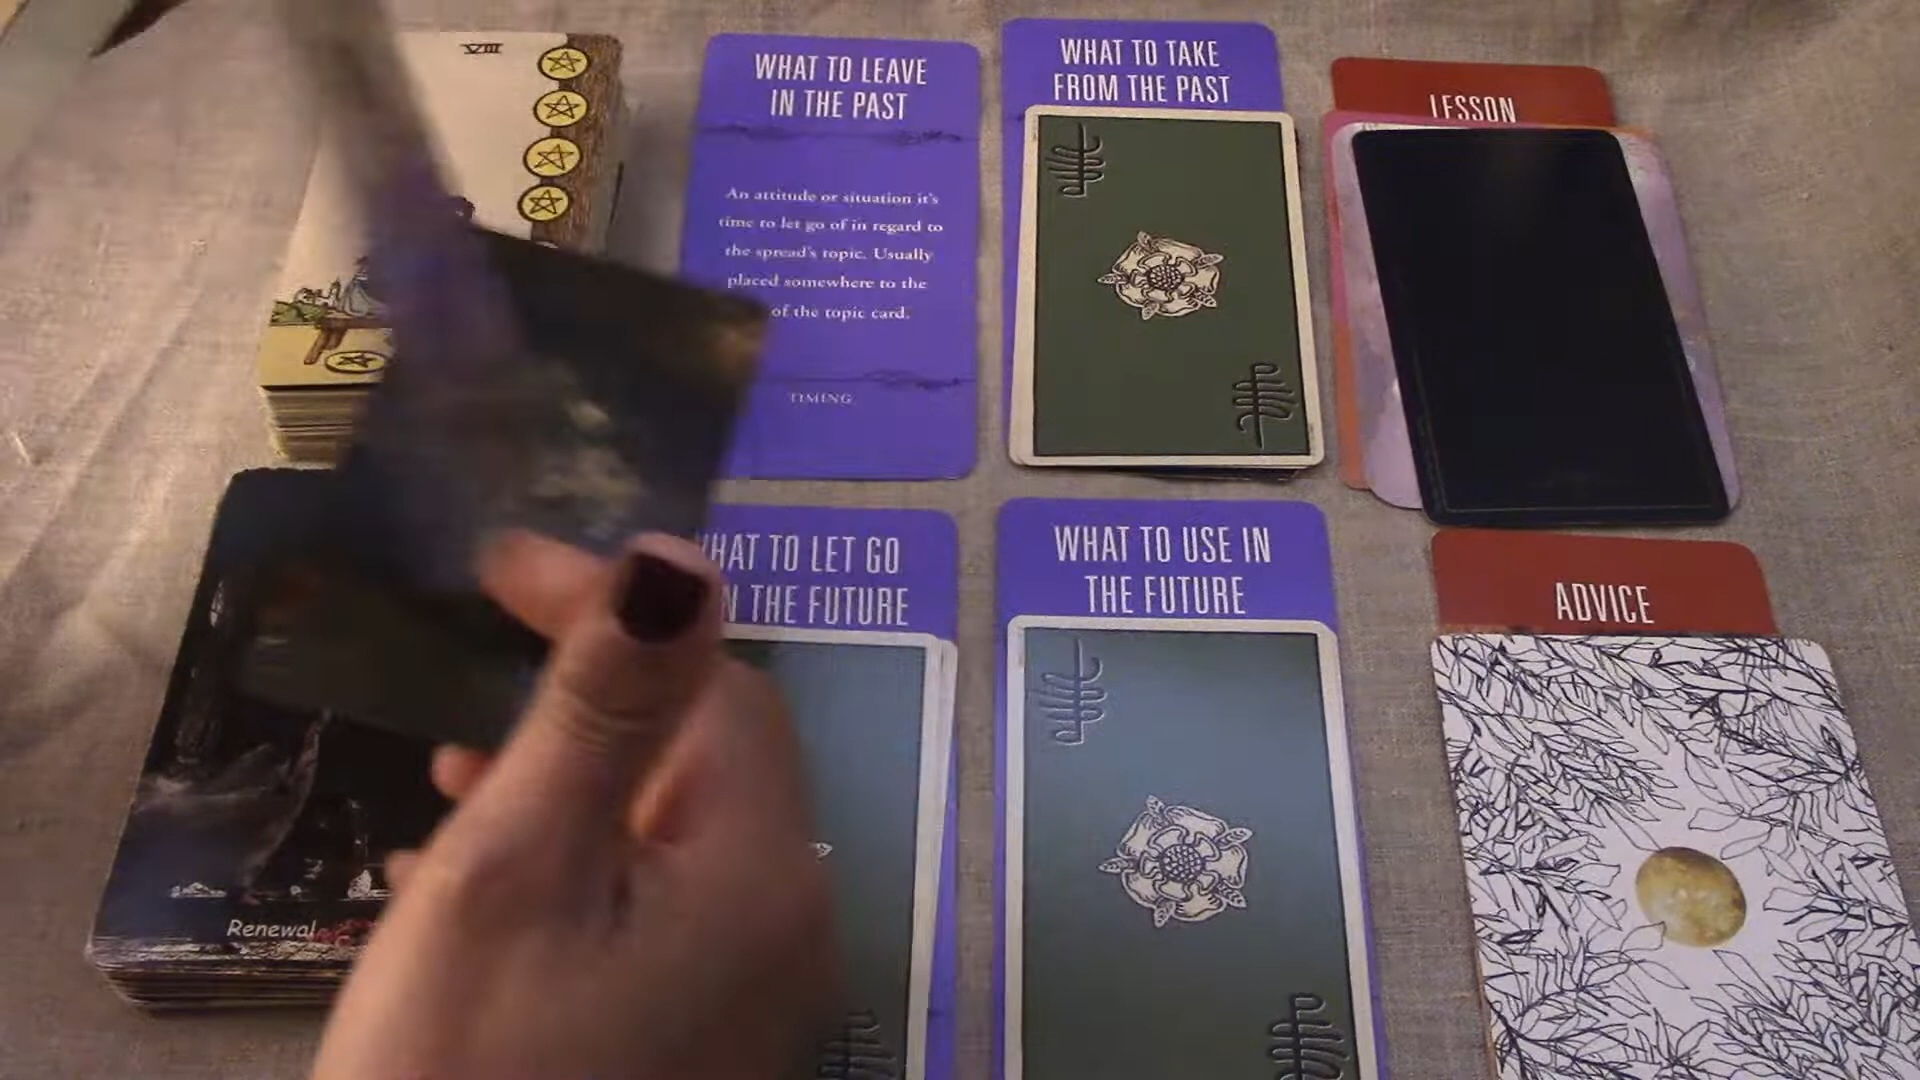 VIII
WHAT TO LEAVE
IN THE PAST
An attitude or situation it's
time to let go of in regard to
the spread's topic. Usually
placed somewhere to the
of the topic card.
TIMING
WHAT TO TAKE
FROM THE PAST
LESSON
WHAT TO LET GO
IN THE FUTURE
WHAT TO USE IN
THE FUTURE
ADVICE
Renewal